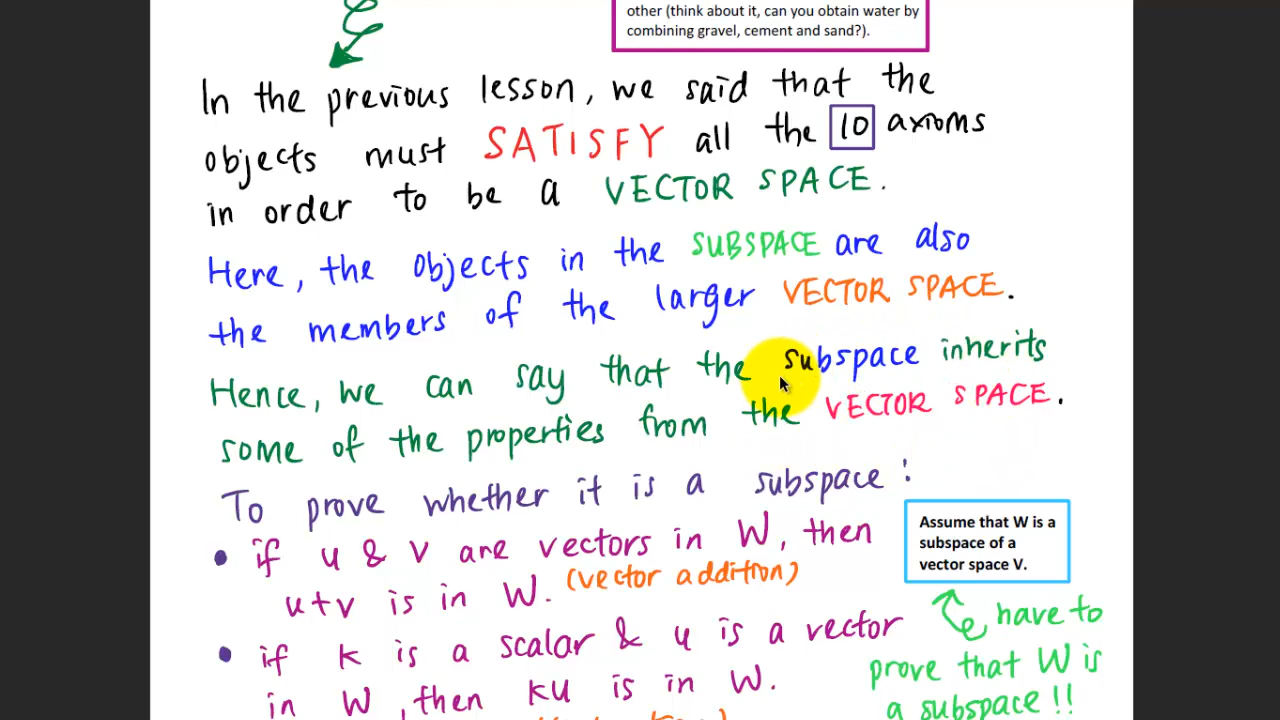 other (think about it, can you obtain water by
combining gravel, cement and sand?).
In the previous lesson, we said that the
objects must SATISFY all the 10 axioms
in order to be a VECTOR SPACE.
Here, the objects in the SUBSPACE are also
the members of the larger VECTOR SPACE.
Hence, we can say that the subspace inherits
some of the properties from the VECTOR SPACE.
To prove whether it is a subspace:
• if u & v are vectors in W, then
u+v is in W. (vector addition)
• if k is a scalar & u is a vector
in W, then ku is in W.
Assume that W is a
subspace of a
vector space V.
have to
prove that W is
a subspace!!